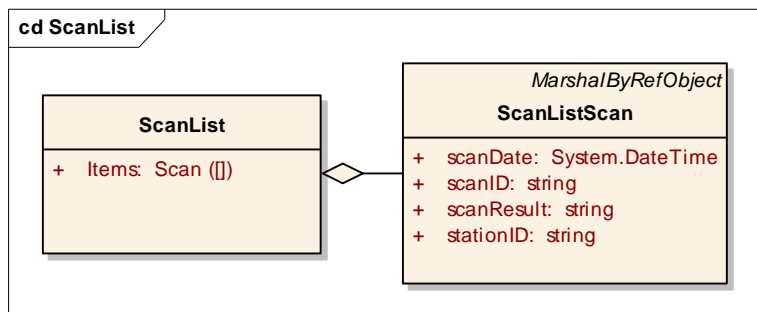 cd ScanList
ScanList
+ Items: Scan ([])
MarshalByRefObject
ScanListScan
+ scanDate: System.DateTime
+ scanID: string
+ scanResult: string
+ stationID: string